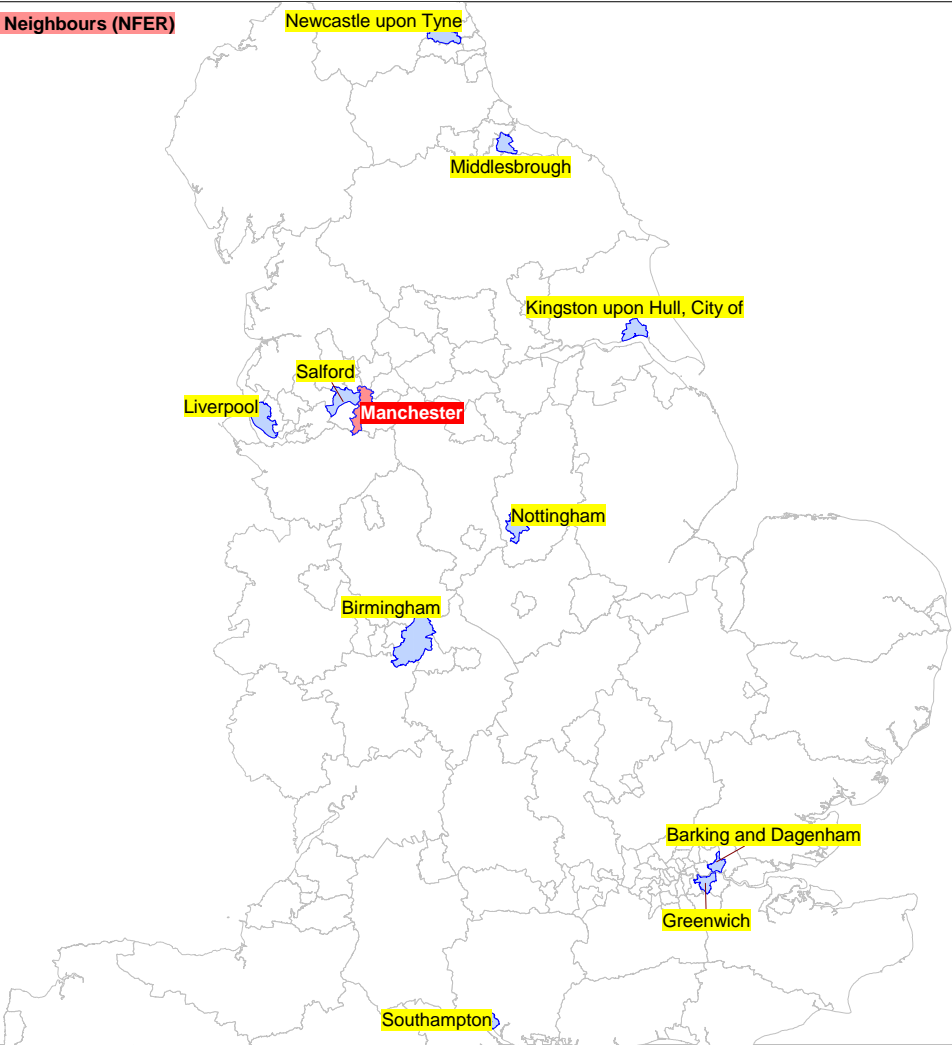 Neighbours (NFER)
Newcastle upon Tyne
Middlesbrough
Kingston upon Hull, City of
Salford
Liverpool
Manchester
Nottingham
Birmingham
Barking and Dagenham
Greenwich
Southampton